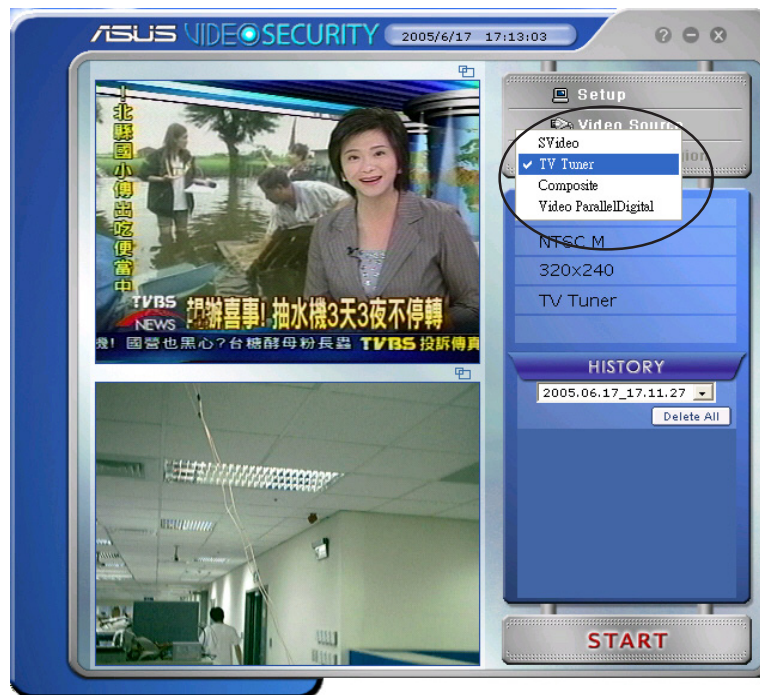 ASUS VIDEOSECURITY 2005/6/17 17:13:03
?
Setup
Video Source
SVideo
TV Tuner
Composite
Video ParallelDigital
NTSC M
320x240
TV Tuner
HISTORY
2005.06.17_17.11.27
Delete All
START
！北縣國小傳出吃便當中
TVBS
NEWS
辦喜事! 抽水機3天3夜不停轉
機! 國營也黑心?台糖酵母粉長蟲 TVBS 投訴傳真